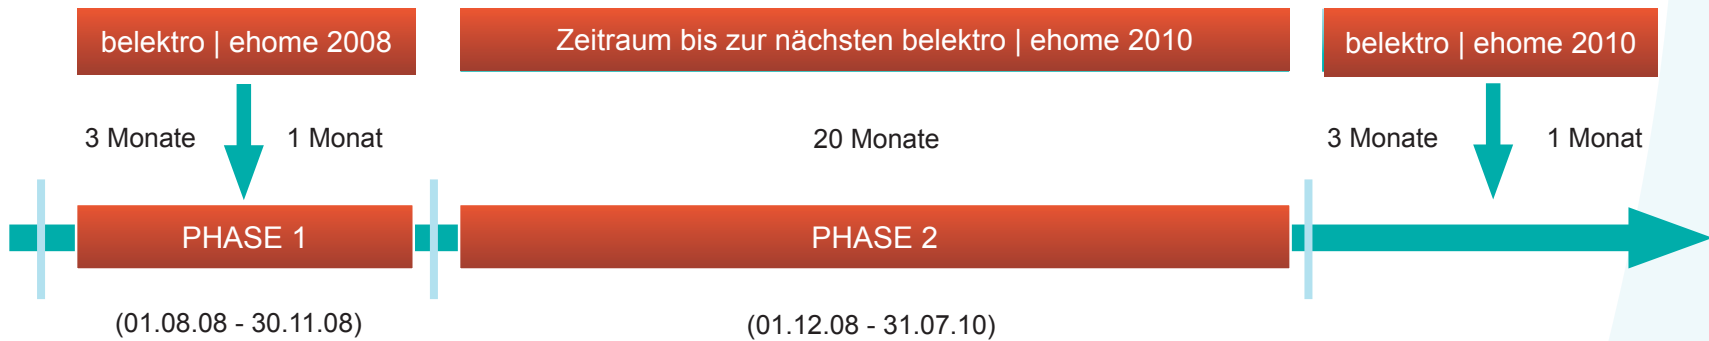 belektro | ehome 2008
Zeitraum bis zur nächsten belektro | ehome 2010
belektro | ehome 2010
3 Monate
1 Monat
20 Monate
3 Monate
1 Monat
PHASE 1
PHASE 2
(01.08.08 - 30.11.08)
(01.12.08 - 31.07.10)